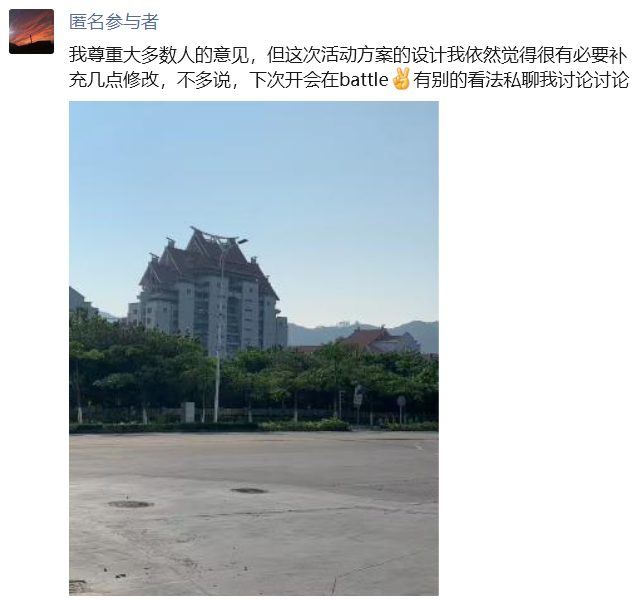 匿名参与者
我尊重大多数人的意见，但这次活动方案的设计我依然觉得很有必要补
充几点修改，不多说，下次开会在battle✌️有别的看法私聊我讨论讨论